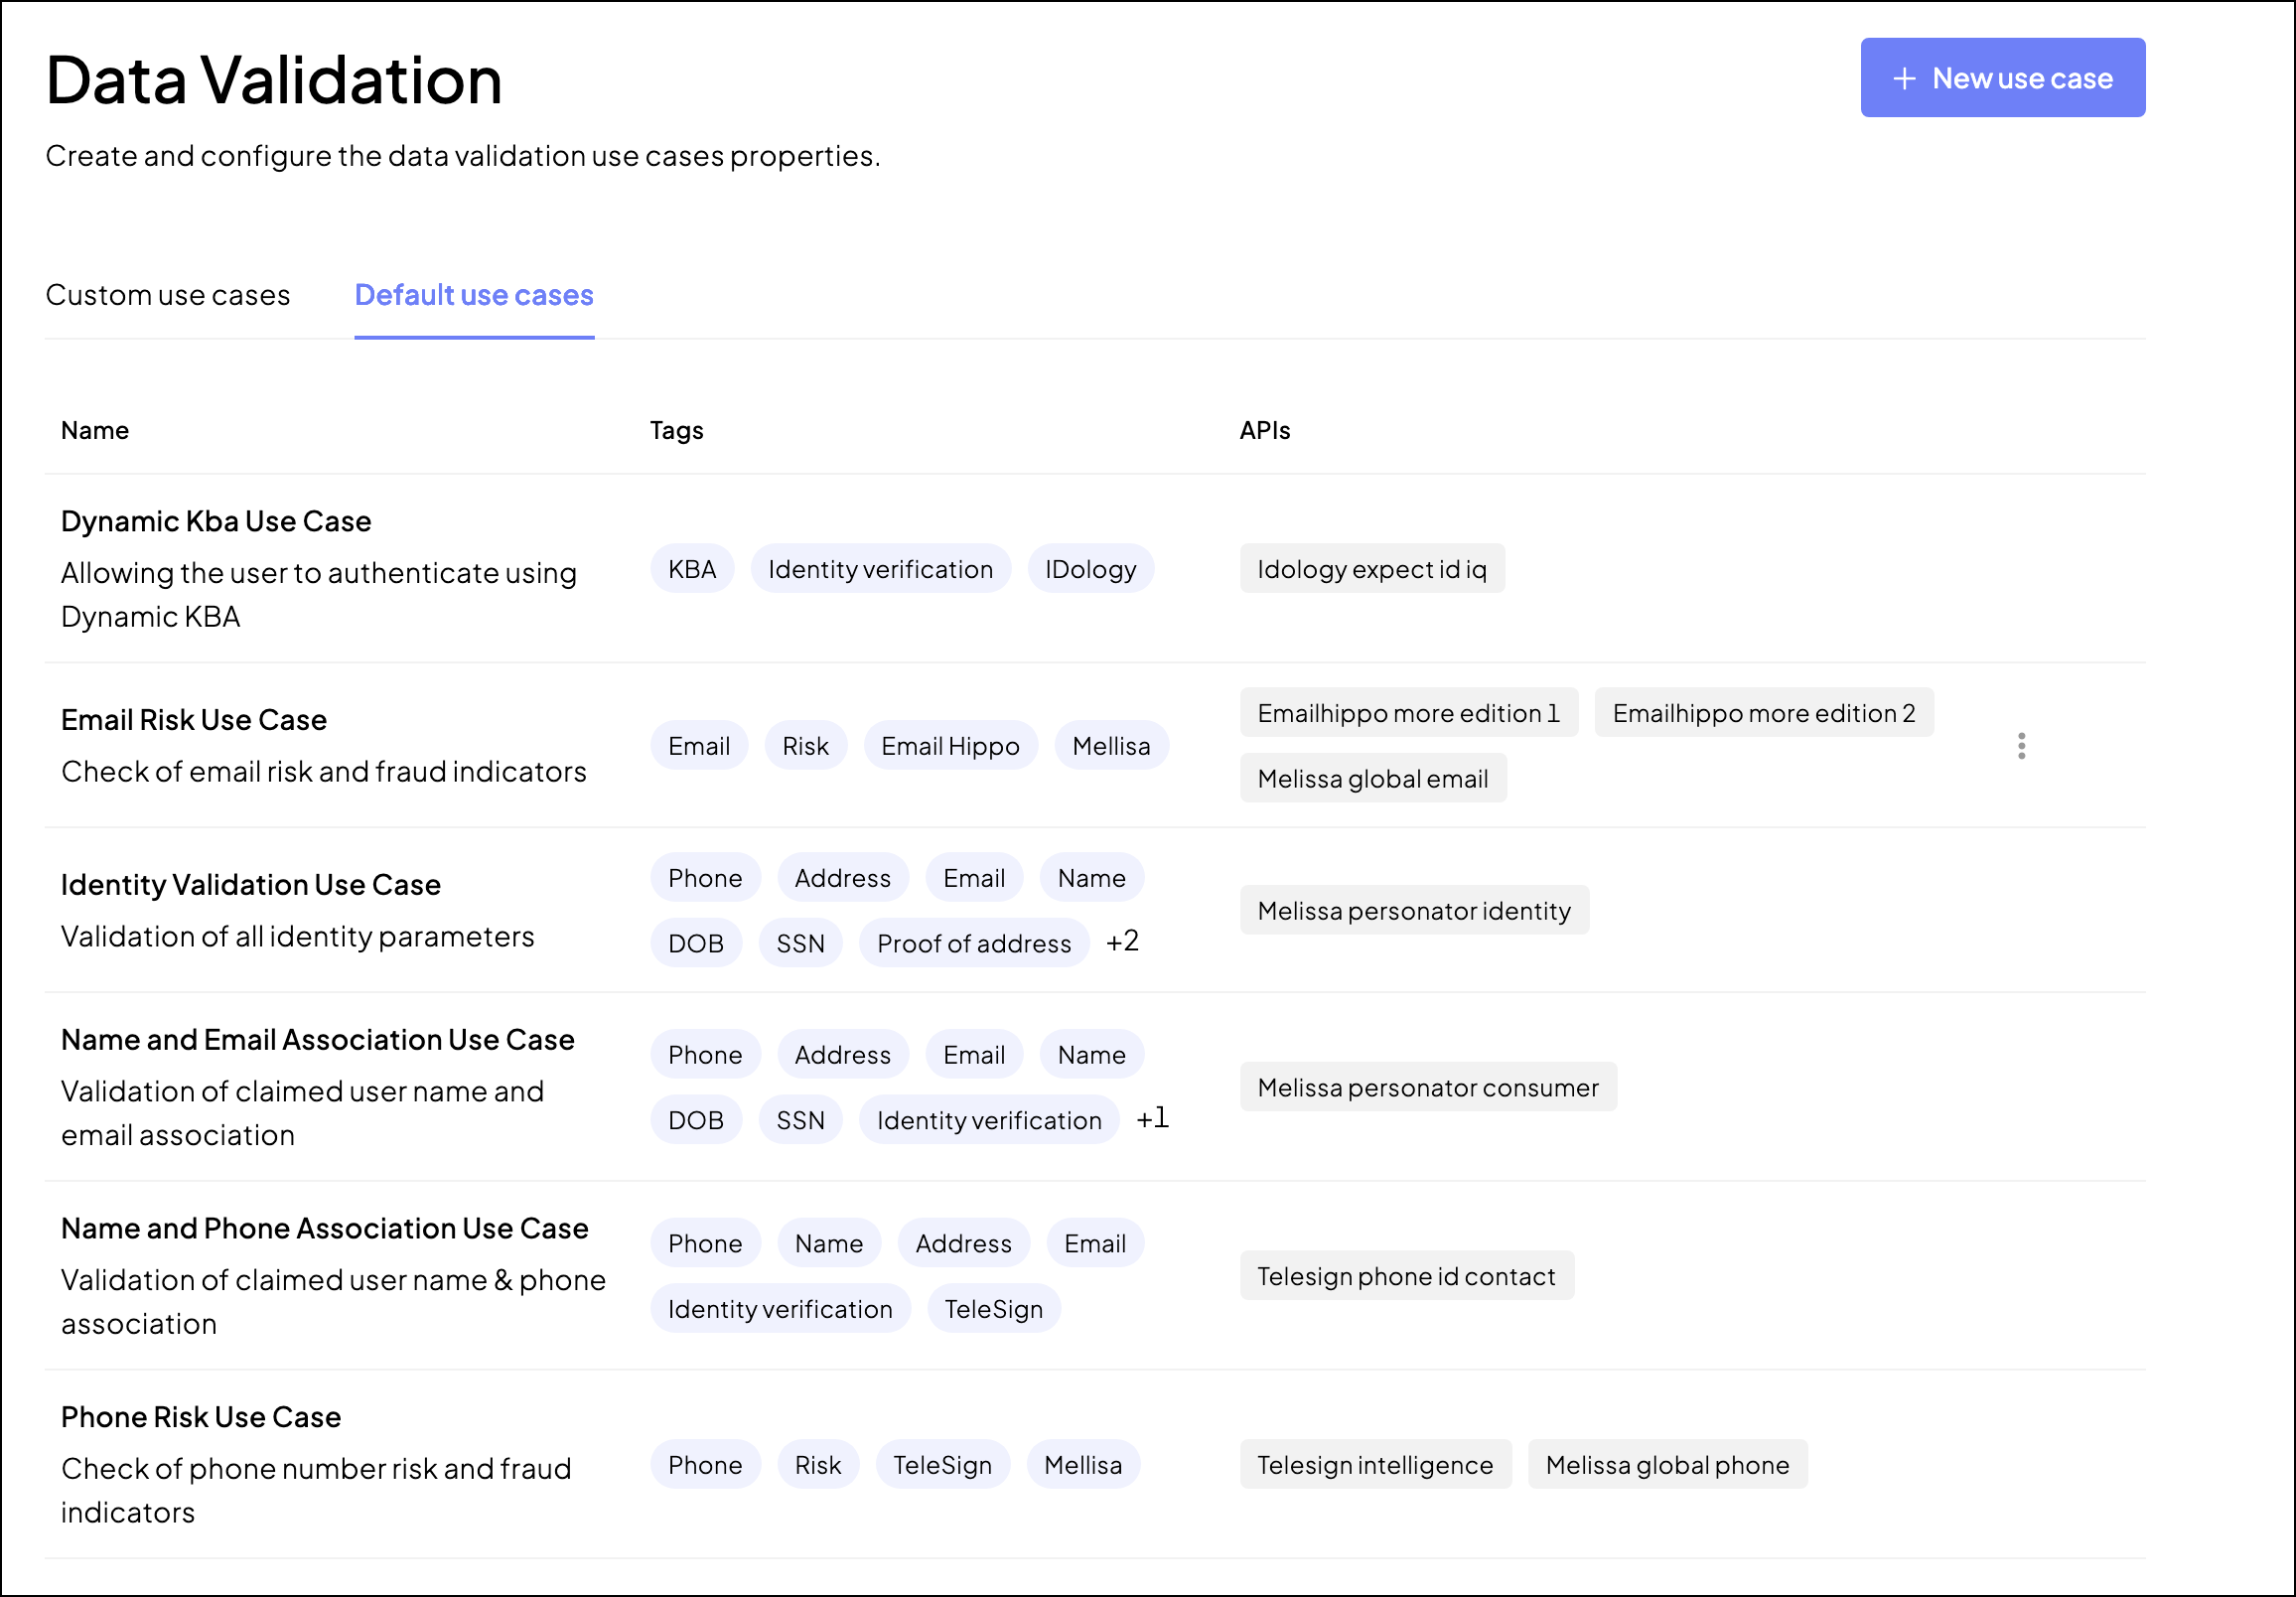 Data Validation
+ New use case
Create and configure the data validation use cases properties.
Custom use cases Default use cases
Name Tags APIs
Dynamic Kba Use Case
Allowing the user to authenticate using
Dynamic KBA
KBA Identity verification IDology
Idology expect id iq
Email Risk Use Case
Check of email risk and fraud indicators
Email Risk Email Hippo Mellisa
Emailhippo more edition 1 Emailhippo more edition 2
Melissa global email
Identity Validation Use Case
Validation of all identity parameters
Phone Address Email Name
DOB SSN Proof of address +2
Melissa personator identity
Name and Email Association Use Case
Validation of claimed user name and
email association
Phone Address Email Name
DOB SSN Identity verification +1
Melissa personator consumer
Name and Phone Association Use Case
Validation of claimed user name & phone
association
Phone Name Address Email
Identity verification TeleSign
Telesign phone id contact
Phone Risk Use Case
Check of phone number risk and fraud
indicators
Phone Risk TeleSign Mellisa
Telesign intelligence Melissa global phone